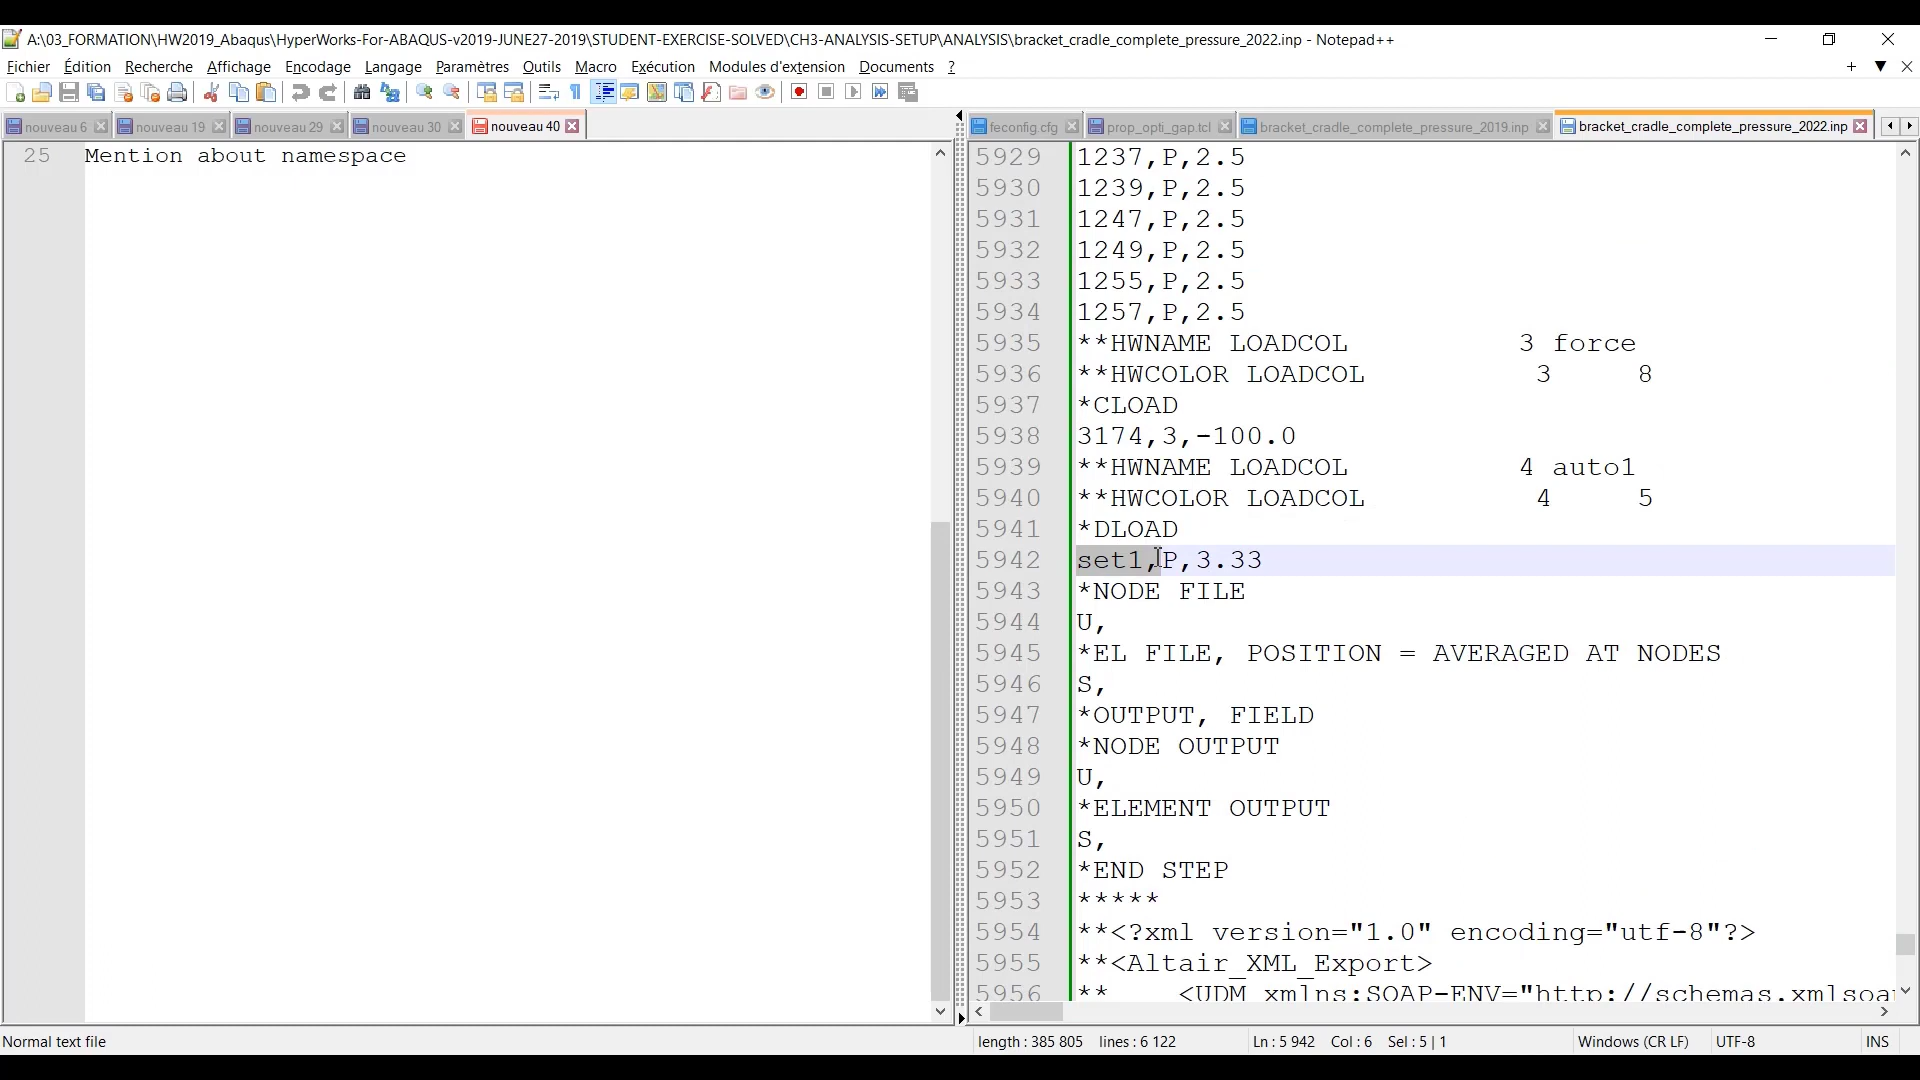 A:\03_FORMATION\HW2019_Abaqus\HyperWorks-For-ABAQUS-v2019-JUNE27-2019\STUDENT-EXERCISE-SOLVED\CH3-ANALYSIS-SETUP\ANALYSIS\bracket_cradle_complete_pressure_2022.inp - Notepad++
Fichier Édition Recherche Affichage Encodage Langage Paramètres Outils Macro Exécution Modules d'extension Documents ?
nouveau 6 nouveau 19 nouveau 29 nouveau 30 nouveau 40
feconfig.cfg prop_opti_gap.tcl bracket_cradle_complete_pressure_2019.inp bracket_cradle_complete_pressure_2022.inp
25 Mention about namespace
5929 1237,P,2.5
5930 1239,P,2.5
5931 1247,P,2.5
5932 1249,P,2.5
5933 1255,P,2.5
5934 1257,P,2.5
5935 **HWNAME LOADCOL 3 force
5936 **HWCOLOR LOADCOL 3 8
5937 *CLOAD
5938 3174,3,-100.0
5939 **HWNAME LOADCOL 4 auto1
5940 **HWCOLOR LOADCOL 4 5
5941 *DLOAD
5942 set1,P,3.33
5943 *NODE FILE
5944 U,
5945 *EL FILE, POSITION = AVERAGED AT NODES
5946 S,
5947 *OUTPUT, FIELD
5948 *NODE OUTPUT
5949 U,
5950 *ELEMENT OUTPUT
5951 S,
5952 *END STEP
5953 *****
5954 **<?xml version="1.0" encoding="utf-8"?>
5955 **<Altair_XML_Export>
5956 ** <UDM xmlns:SOAP-ENV="http://schemas.xmlsoa
Normal text file length : 385 805 lines : 6 122 Ln : 5 942 Col : 6 Sel : 5 | 1 Windows (CR LF) UTF-8 INS